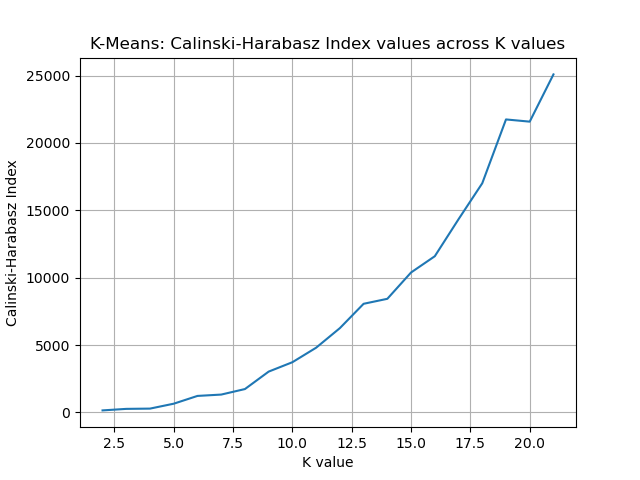 K-Means: Calinski-Harabasz Index values across K values
25000
20000
15000
10000
5000
0
Calinski-Harabasz Index
2.5 5.0 7.5 10.0 12.5 15.0 17.5 20.0
K value